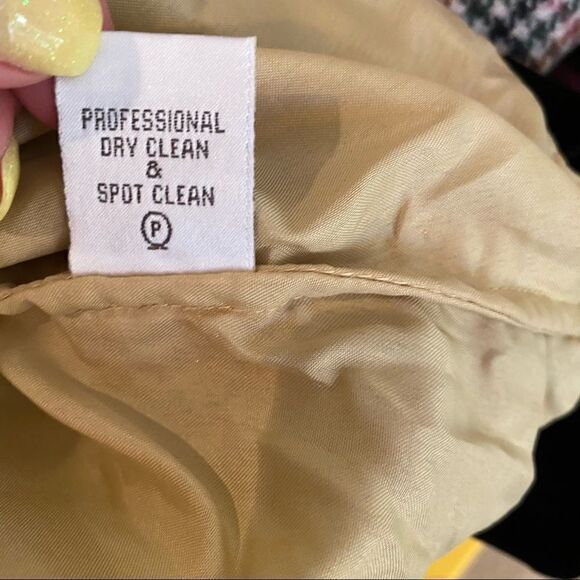 PROFESSIONAL
DRY CLEAN
&
SPOT CLEAN
P